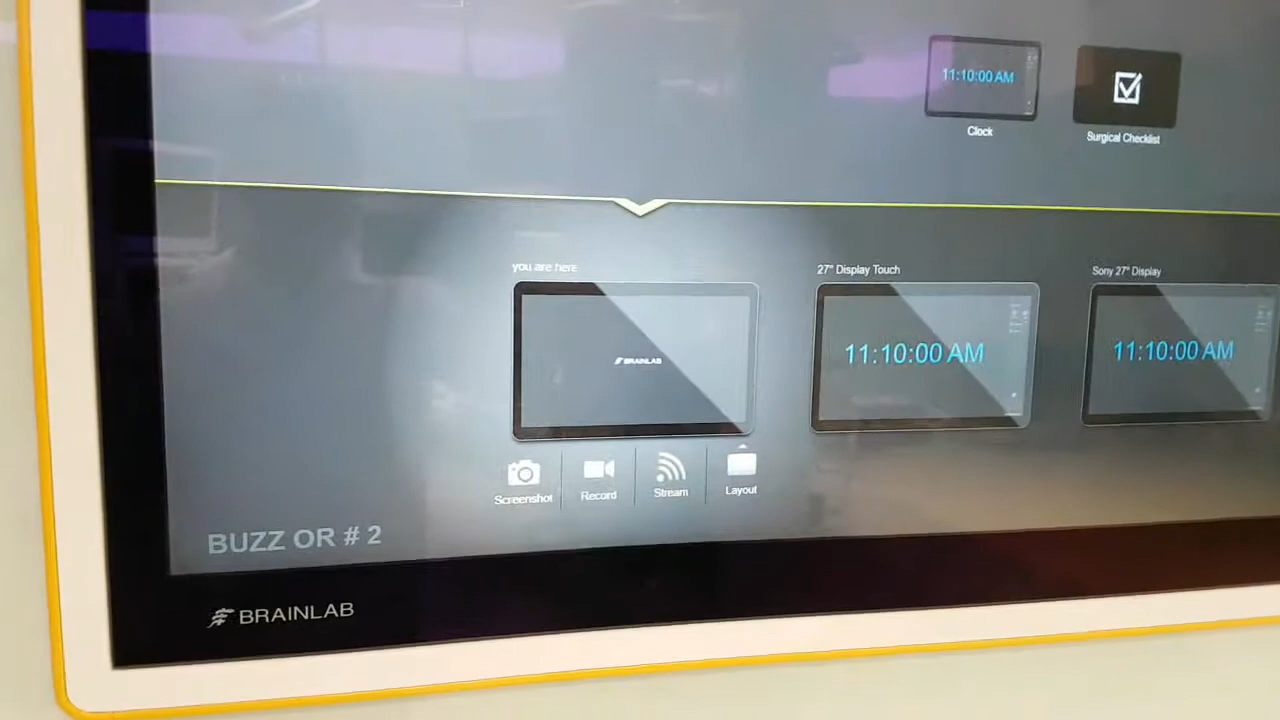 11:10:00 AM
Clock
Surgical Checklist
you are here
27" Display Touch
Sony 27" Display
BRAINLAB
11:10:00 AM
11:10:00 AM
Screenshot
Record
Stream
Layout
BUZZ OR # 2
BRAINLAB